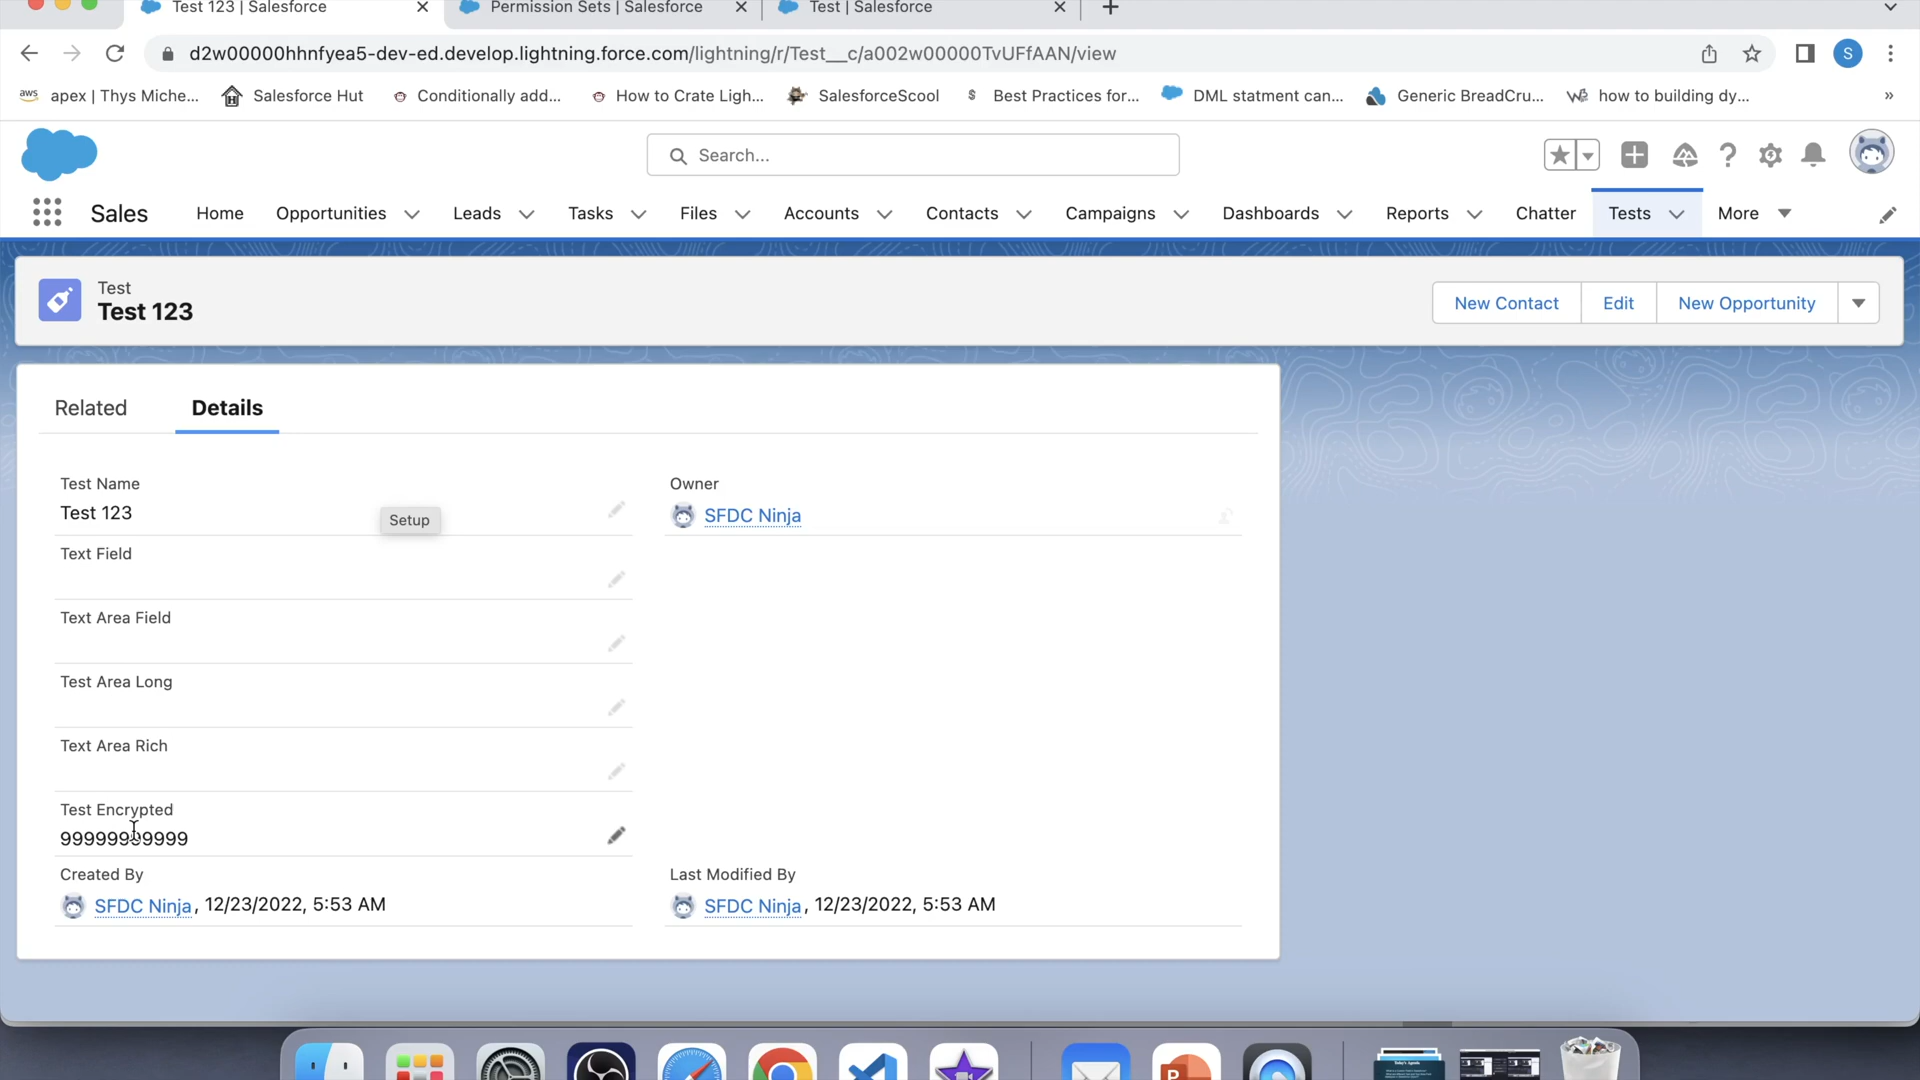 Test 123 | Salesforce
Permission Sets | Salesforce
Test | Salesforce
d2w00000hhnfyea5-dev-ed.develop.lightning.force.com/lightning/r/Test__c/a002w00000TvUFfAAN/view
S
aws apex | Thys Miche...
Salesforce Hut
Conditionally add...
How to Crate Ligh...
SalesforceScool
Best Practices for...
DML statment can...
Generic BreadCru...
how to building dy...
»
Search...
Sales
Home
Opportunities
Leads
Tasks
Files
Accounts
Contacts
Campaigns
Dashboards
Reports
Chatter
Tests
More
Test
Test 123
New Contact
Edit
New Opportunity
Related
Details
Test Name
Test 123
Setup
Owner
SFDC Ninja
Text Field
Text Area Field
Test Area Long
Text Area Rich
Test Encrypted
99999999999
Created By
SFDC Ninja, 12/23/2022, 5:53 AM
Last Modified By
SFDC Ninja, 12/23/2022, 5:53 AM